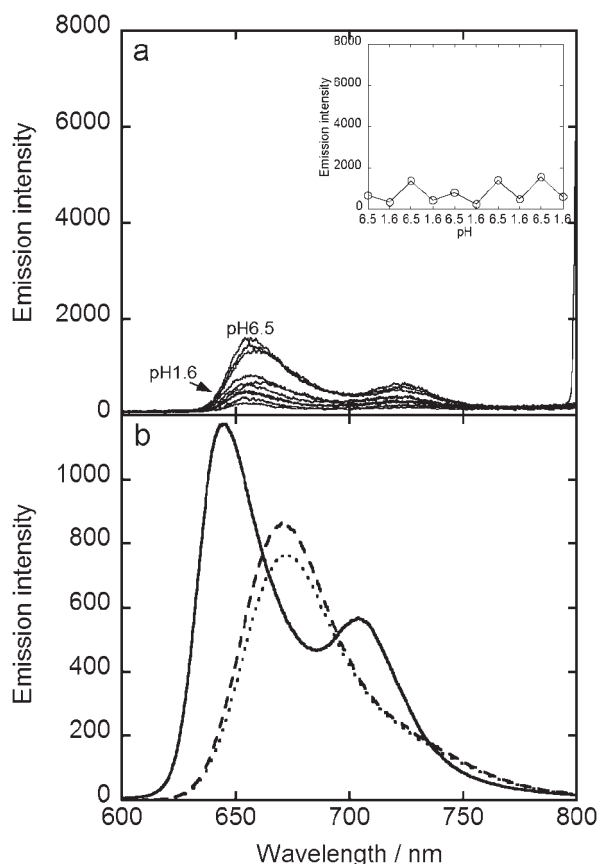 a
8000
6000
4000
2000
0
Emission intensity
pH6.5
pH1.6
8000
6000
4000
2000
0
Emission intensity
6.5 1.6 6.5 1.6 6.5 1.6 6.5 1.6 6.5 1.6
pH
b
1000
800
600
400
200
0
Emission intensity
600 650 700 750 800
Wavelength / nm